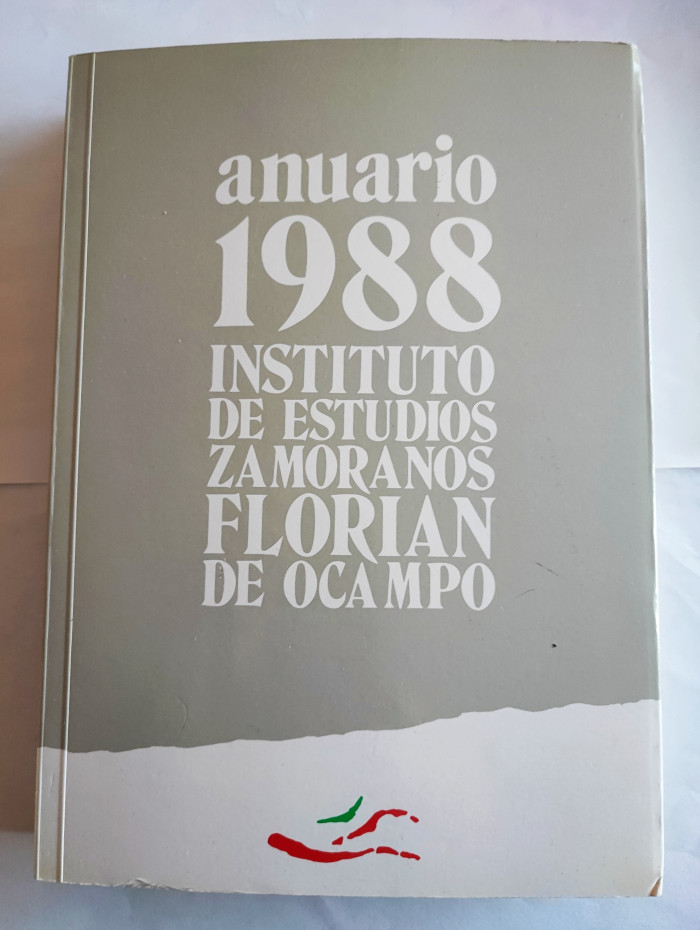 anuario
1988
INSTITUTO
DE ESTUDIOS
ZAMORANOS
FLORIAN
DE OCAMPO